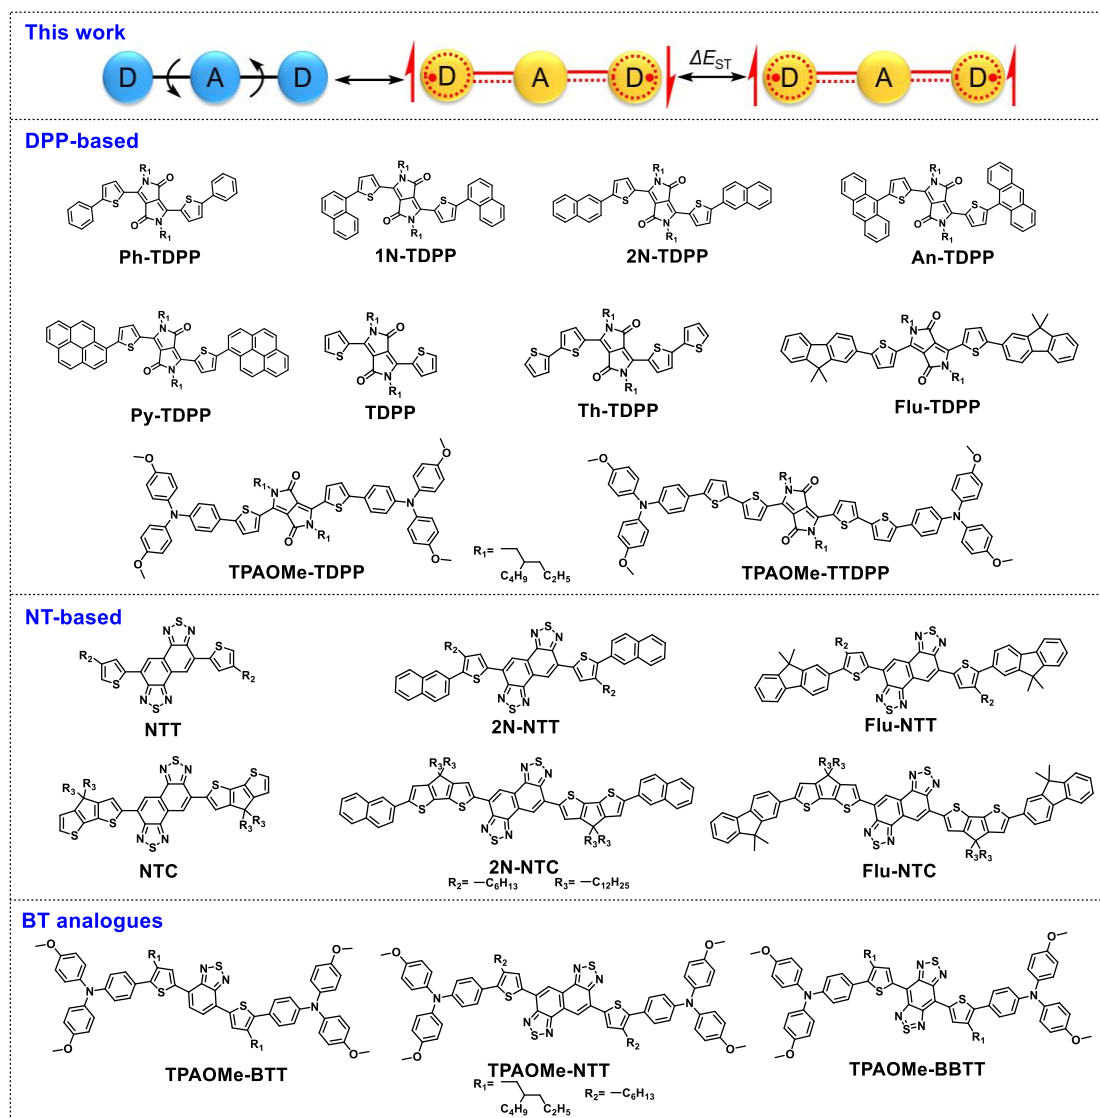 This work
D A D D A D ΔE_ST D A D
DPP-based
Ph-TDPP 1N-TDPP 2N-TDPP An-TDPP
Py-TDPP TDPP Th-TDPP Flu-TDPP
TPAOMe-TDPP R₁= C₄H₉ C₂H₅ TPAOMe-TTDPP
NT-based
NTT 2N-NTT Flu-NTT
NTC 2N-NTC Flu-NTC
R₂= –C₆H₁₃ R₃= –C₁₂H₂₅
BT analogues
TPAOMe-BTT TPAOMe-NTT TPAOMe-BBTT
R₁= C₄H₉ C₂H₅ R₂= –C₆H₁₃